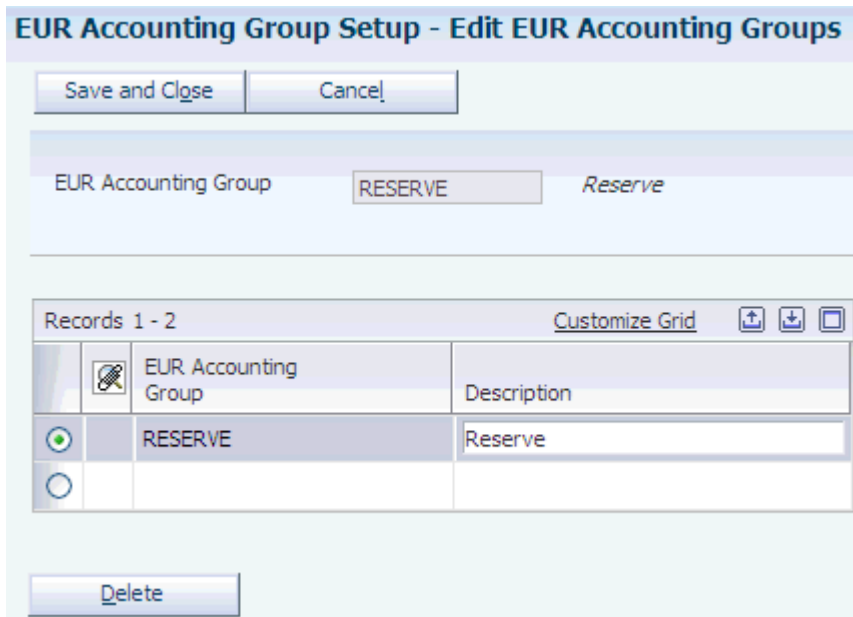 EUR Accounting Group Setup - Edit EUR Accounting Groups
Save and Close Cancel
EUR Accounting Group RESERVE Reserve
Records 1 - 2 Customize Grid
EUR Accounting
Group Description
RESERVE Reserve
Delete